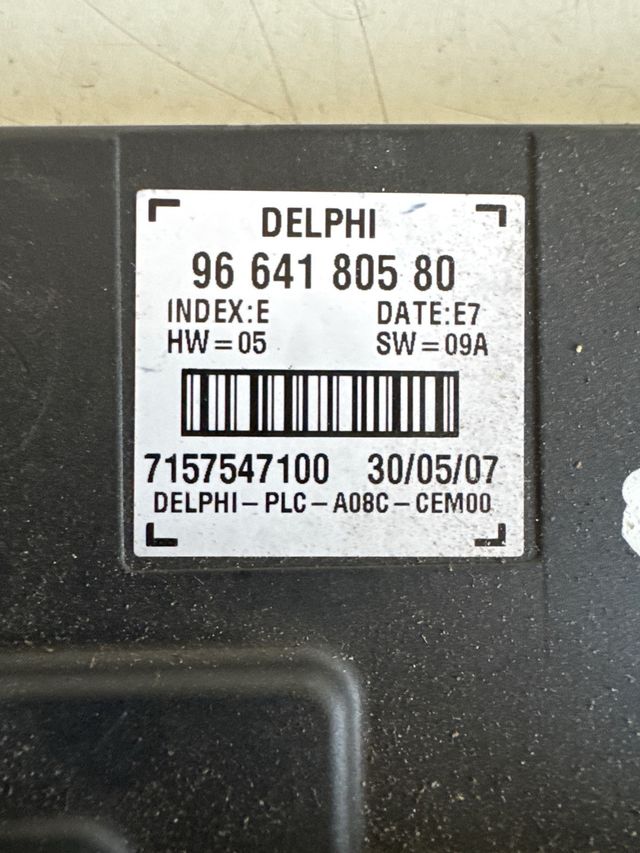 DELPHI
96 641 805 80
INDEX:E DATE:E7
HW=05 SW=09A
7157547100 30/05/07
DELPHI-PLC-A08C-CEM00